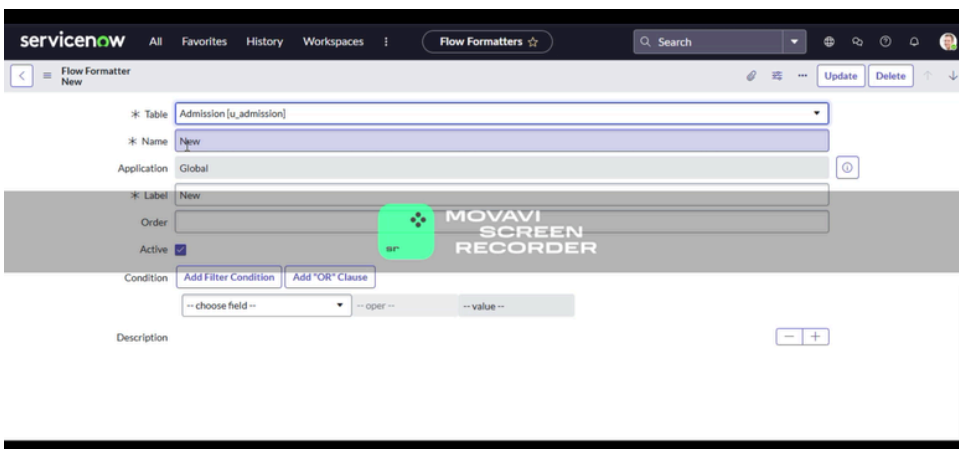 servicenow All Favorites History Workspaces Flow Formatters Search
Flow Formatter
New
Update Delete
Table Admission [u_admission]
Name New
Application Global
Label New
Order
MOVAVI
SCREEN
RECORDER
sr
Active
Condition Add Filter Condition Add "OR" Clause
-- choose field -- -- oper -- -- value --
Description